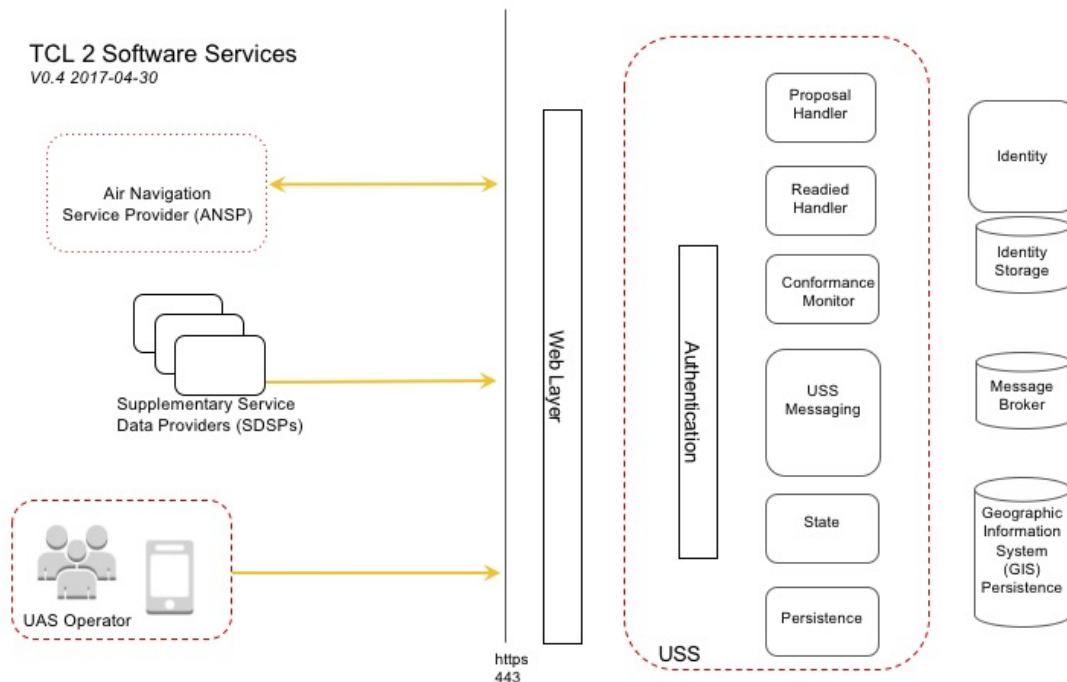 TCL 2 Software Services
V0.4 2017-04-30
Air Navigation
Service Provider (ANSP)
Supplementary Service
Data Providers (SDSPs)
UAS Operator
https
443
Web Layer
Authentication
USS
Proposal
Handler
Readied
Handler
Conformance
Monitor
USS
Messaging
State
Persistence
Identity
Identity
Storage
Message
Broker
Geographic
Information
System
(GIS)
Persistence